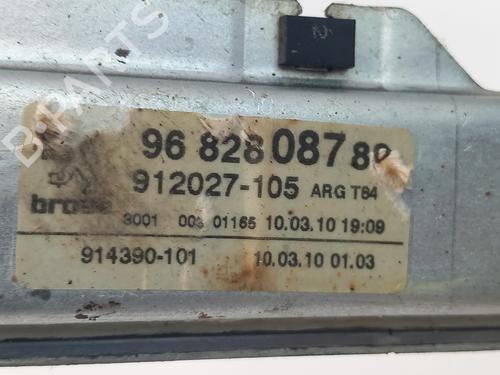 96 828 087 80
912027-105 ARG T84
brose 3001 003 01165 10.03.10 19:09
914390-101 10.03.10 01.03
B-PARTS